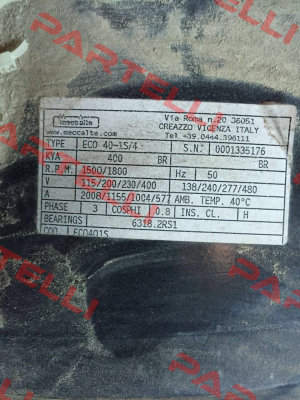 PARTELLI
meccalte
www.meccalte.com
Via Roma n.20 36051
CREAZZO VICENZA ITALY
Tel +39.0444.396111
TYPE ECO 40-1S/4 S.N. 0001335176
KVA 400 BR BR
R.P.M. 1500/1800 Hz 50
V 115/200/230/400 138/240/277/480
A 2008/1155/1004/577 AMB. TEMP. 40°C
PHASE 3 COSPHI 0.8 INS. CL. H
BEARINGS 6318.2RS1
COD. ECO401S